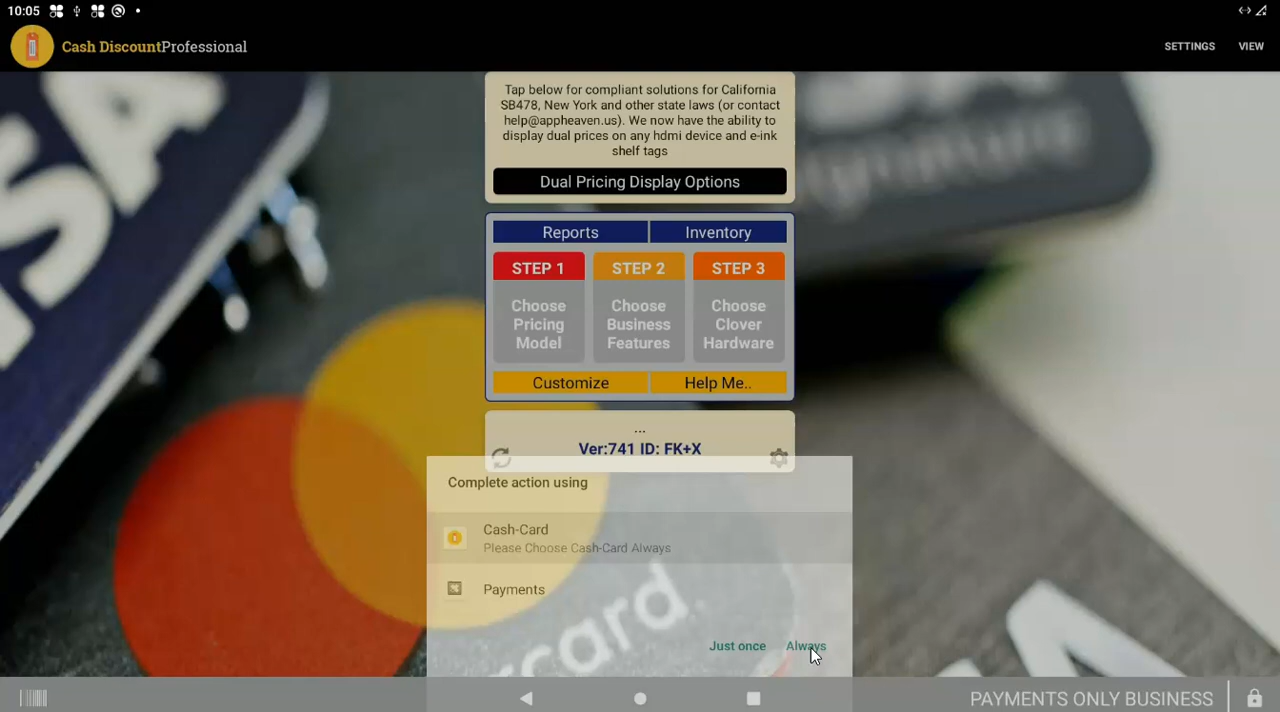 10:05
Cash DiscountProfessional
SETTINGS
VIEW
Tap below for compliant solutions for California
SB478, New York and other state laws (or contact
help@appheaven.us). We now have the ability to
display dual prices on any hdmi device and e-ink
shelf tags
Dual Pricing Display Options
Reports
Inventory
STEP 1
STEP 2
STEP 3
Choose
Pricing
Model
Choose
Business
Features
Choose
Clover
Hardware
Customize
Help Me..
...
Ver:741 ID: FK+X
Complete action using
Cash-Card
Please Choose Cash-Card Always
Payments
Just once
Always
PAYMENTS ONLY BUSINESS